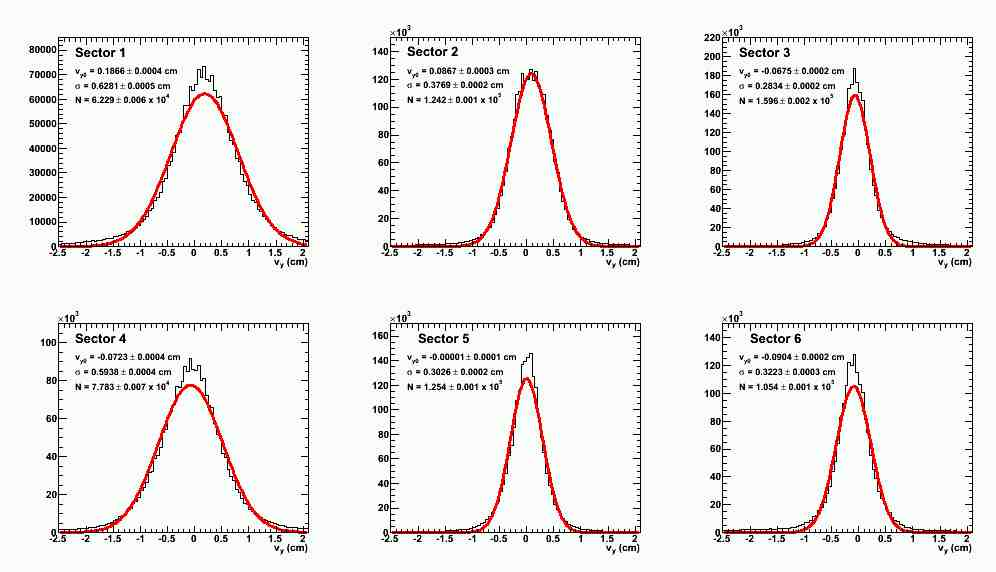 Sector 1
v_y0 = 0.1866 ± 0.0004 cm
σ = 0.6281 ± 0.0005 cm
N = 6.229 ± 0.006 x 10^4
80000
70000
60000
50000
40000
30000
20000
10000
0
-2.5 -2 -1.5 -1 -0.5 0 0.5 1 1.5 2
v_y (cm)
×10^3
Sector 2
v_y0 = 0.0867 ± 0.0003 cm
σ = 0.3769 ± 0.0002 cm
N = 1.242 ± 0.001 x 10^5
140
120
100
80
60
40
20
0
-2.5 -2 -1.5 -1 -0.5 0 0.5 1 1.5 2
v_y (cm)
×10^3
Sector 3
v_y0 = -0.0675 ± 0.0002 cm
σ = 0.2834 ± 0.0002 cm
N = 1.596 ± 0.002 x 10^5
220
200
180
160
140
120
100
80
60
40
20
0
-2.5 -2 -1.5 -1 -0.5 0 0.5 1 1.5 2
v_y (cm)
×10^3
Sector 4
v_y0 = -0.0723 ± 0.0004 cm
σ = 0.5938 ± 0.0004 cm
N = 7.783 ± 0.007 x 10^4
100
80
60
40
20
0
-2.5 -2 -1.5 -1 -0.5 0 0.5 1 1.5 2
v_y (cm)
×10^3
Sector 5
v_y0 = -0.00001 ± 0.0001 cm
σ = 0.3026 ± 0.0002 cm
N = 1.254 ± 0.001 x 10^5
160
140
120
100
80
60
40
20
0
-2.5 -2 -1.5 -1 -0.5 0 0.5 1 1.5 2
v_y (cm)
×10^3
Sector 6
v_y0 = -0.0904 ± 0.0002 cm
σ = 0.3223 ± 0.0003 cm
N = 1.054 ± 0.001 x 10^5
140
120
100
80
60
40
20
0
-2.5 -2 -1.5 -1 -0.5 0 0.5 1 1.5 2
v_y (cm)